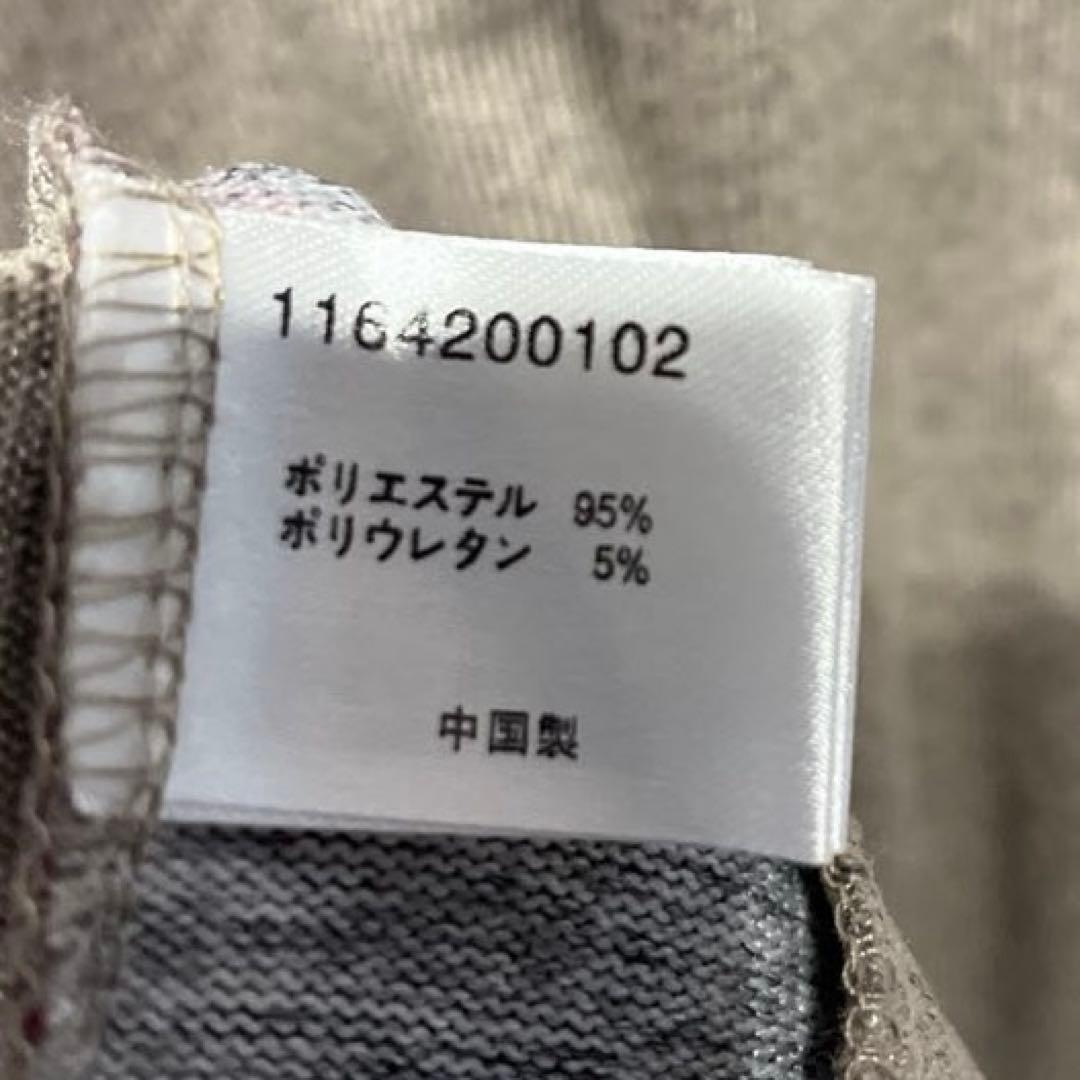 1164200102
ポリエステル 95%
ポリウレタン 5%
中国製